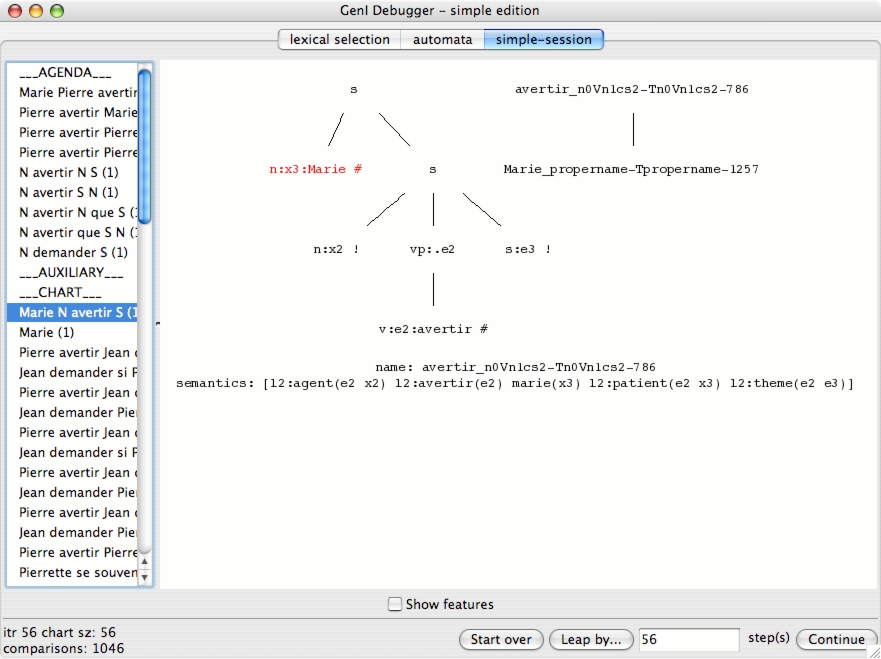 GenI Debugger - simple edition
lexical selection
automata
simple-session
___AGENDA___
Marie Pierre avertir
Pierre avertir Marie
Pierre avertir Pierre
Pierre avertir Pierre
N avertir N S (1)
N avertir S N (1)
N avertir N que S (
N avertir que S N (
N demander S (1)
___AUXILIARY___
___CHART___
Marie N avertir S (1
Marie (1)
Pierre avertir Jean
Jean demander si P
Pierre avertir Jean
Jean demander Pie
Pierre avertir Jean
Jean demander si P
Pierre avertir Jean
Jean demander Pie
Pierre avertir Jean
Jean demander Pie
Pierre avertir Pierre
Pierrette se souven
s
avertir_n0Vn1cs2-Tn0Vn1cs2-786
n:x3:Marie #
s
Marie_propername-Tpropername-1257
n:x2 !
vp:.e2
s:e3 !
v:e2:avertir #
name: avertir_n0Vn1cs2-Tn0Vn1cs2-786
semantics: [l2:agent(e2 x2) l2:avertir(e2) marie(x3) l2:patient(e2 x3) l2:theme(e2 e3)]
Show features
itr 56 chart sz: 56
comparisons: 1046
Start over
Leap by...
56
step(s)
Continue